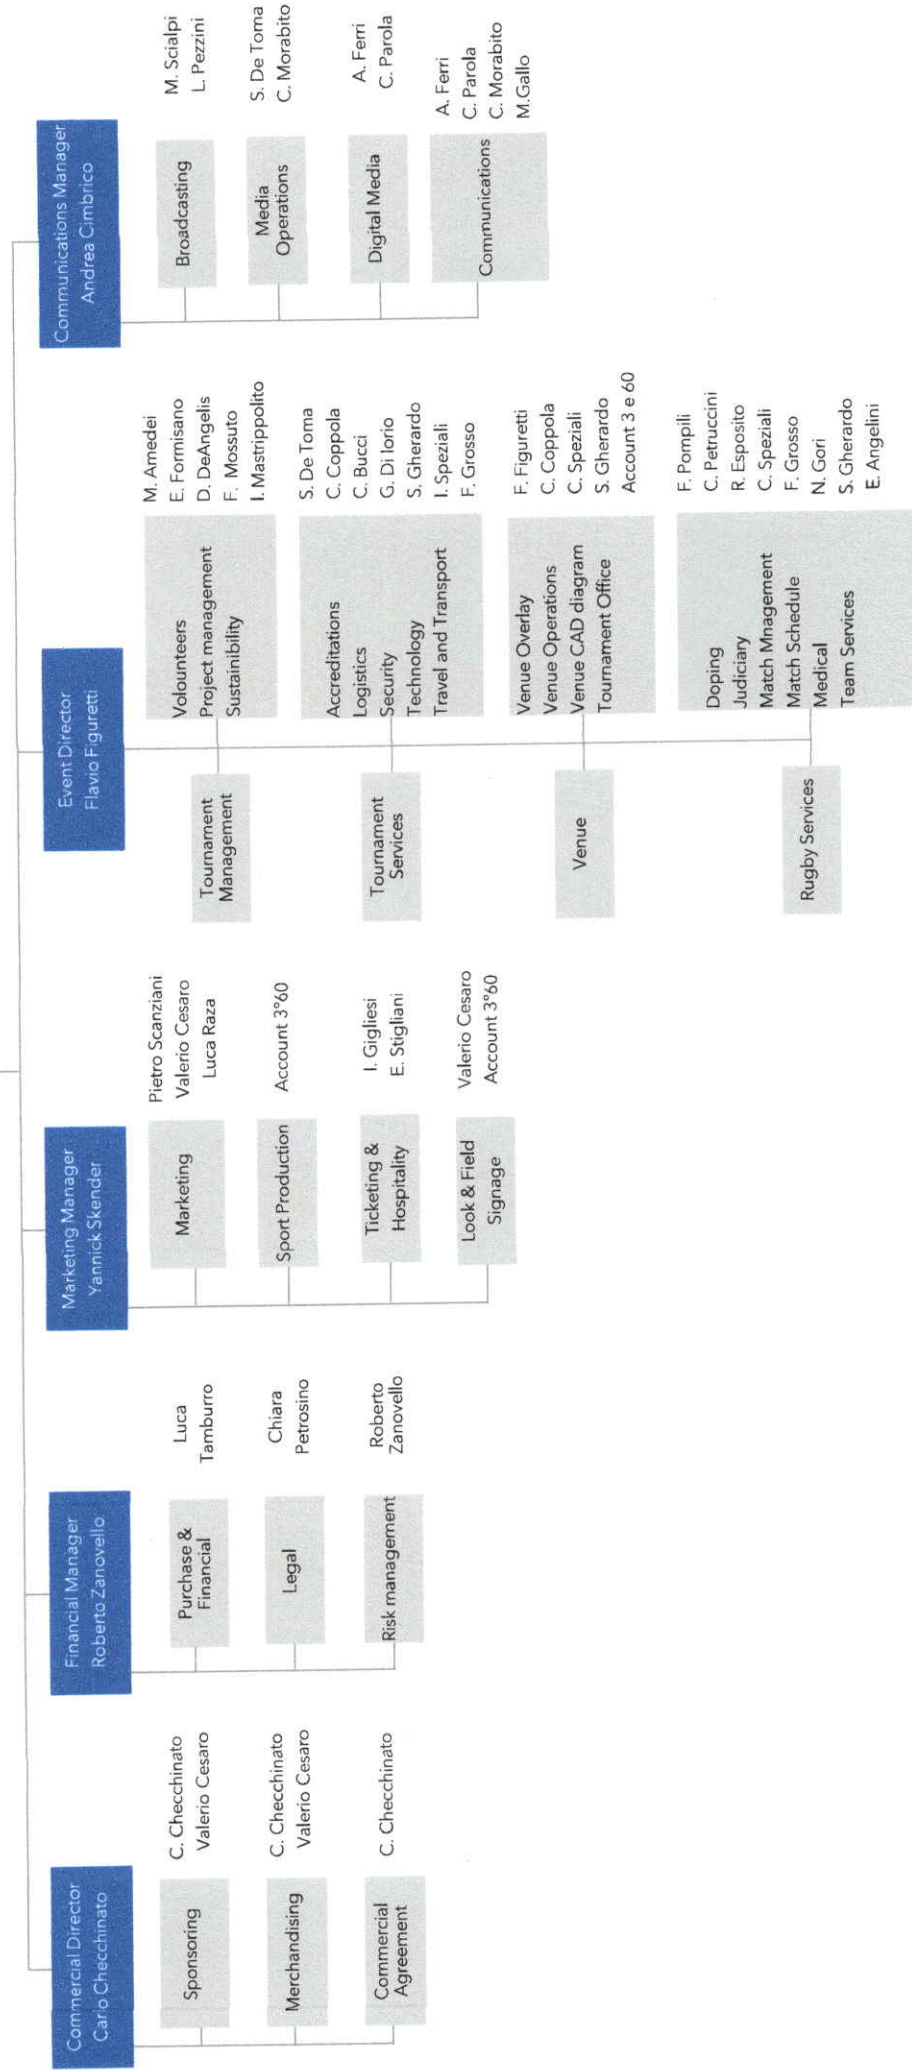 Commercial Director
Carlo Checchinato
Sponsoring
C. Checchinato
Valerio Cesaro
Merchandising
C. Checchinato
Valerio Cesaro
Commercial
Agreement
C. Checchinato
Financial Manager
Roberto Zanovello
Purchase &
Financial
Luca
Tamburro
Legal
Chiara
Petrosino
Risk management
Roberto
Zanovello
Marketing Manager
Yannick Skender
Marketing
Pietro Scanziani
Valerio Cesaro
Luca Raza
Sport Production
Account 3°60
Ticketing &
Hospitality
I. Gigliesi
E. Stigliani
Look & Field
Signage
Valerio Cesaro
Account 3°60
Event Director
Flavio Figuretti
Tournament
Management
Volounteers
Project management
Sustainibility
M. Amedei
E. Formisano
D. DeAngelis
F. Mossuto
I. Mastrippolito
Tournament
Services
Accreditations
Logistics
Security
Technology
Travel and Transport
S. De Toma
C. Coppola
C. Bucci
G. Di Iorio
S. Gherardo
I. Speziali
F. Grosso
Venue
Venue Overlay
Venue Operations
Venue CAD diagram
Tournament Office
F. Figuretti
C. Coppola
C. Speziali
S. Gherardo
Account 3 e 60
Rugby Services
Doping
Judiciary
Match Mnagement
Match Schedule
Medical
Team Services
F. Pompili
C. Petruccini
R. Esposito
C. Speziali
F. Grosso
N. Gori
S. Gherardo
E. Angelini
Communications Manager
Andrea Cimbrico
Broadcasting
M. Scialpi
L. Pezzini
Media
Operations
S. De Toma
C. Morabito
Digital Media
A. Ferri
C. Parola
Communications
A. Ferri
C. Parola
C. Morabito
M.Gallo